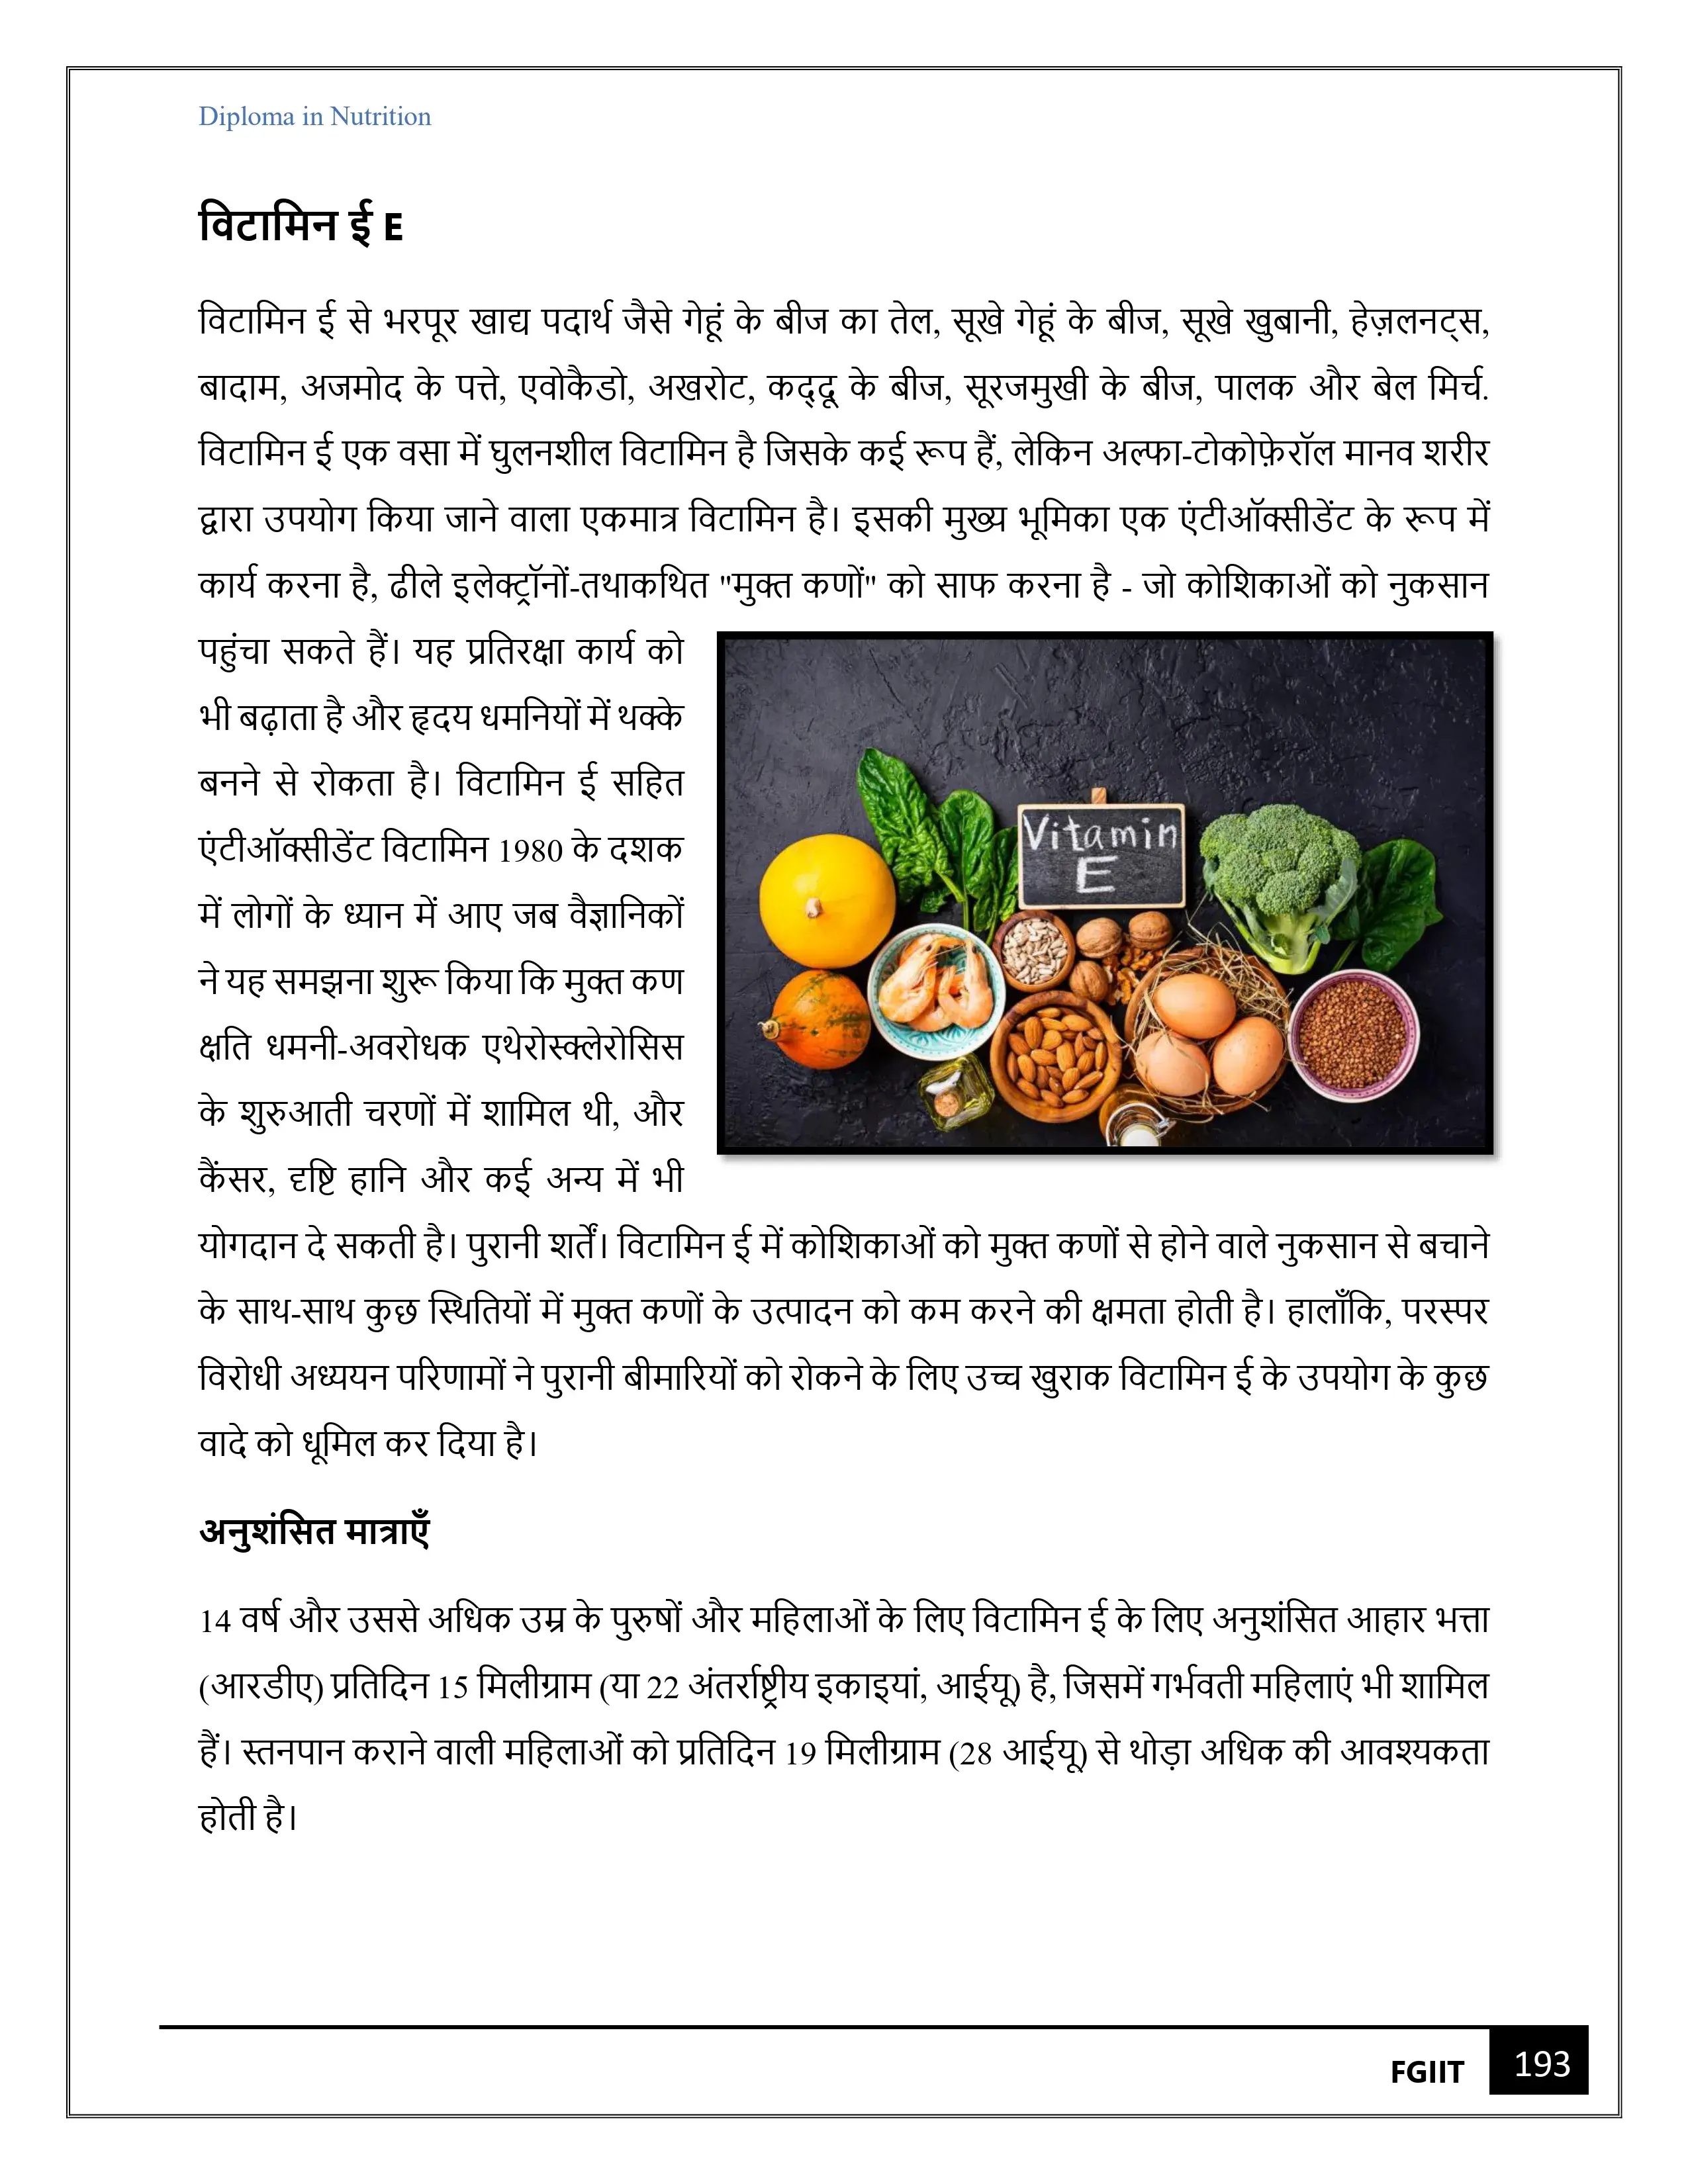 Diploma in Nutrition
विटामिन ई E
विटामिन ई से भरपूर खाद्य पदार्थ जैसे गेहूं के बीज का तेल, सूखे गेहूं के बीज, सूखे खुबानी, हेज़लनट्स,
बादाम, अजमोद के पत्ते, एवोकैडो, अखरोट, कद्दू के बीज, सूरजमुखी के बीज, पालक और बेल मिर्च.
विटामिन ई एक वसा में घुलनशील विटामिन है जिसके कई रूप हैं, लेकिन अल्फा-टोकोफ़ेरॉल मानव शरीर
द्वारा उपयोग किया जाने वाला एकमात्र विटामिन है। इसकी मुख्य भूमिका एक एंटीऑक्सीडेंट के रूप में
कार्य करना है, ढीले इलेक्ट्रॉनों-तथाकथित "मुक्त कणों" को साफ करना है - जो कोशिकाओं को नुकसान
पहुंचा सकते हैं। यह प्रतिरक्षा कार्य को
भी बढ़ाता है और हृदय धमनियों में थक्के
बनने से रोकता है। विटामिन ई सहित
एंटीऑक्सीडेंट विटामिन 1980 के दशक
में लोगों के ध्यान में आए जब वैज्ञानिकों
ने यह समझना शुरू किया कि मुक्त कण
क्षति धमनी-अवरोधक एथेरोस्क्लेरोसिस
के शुरुआती चरणों में शामिल थी, और
कैंसर, दृष्टि हानि और कई अन्य में भी
Vitamin
E
योगदान दे सकती है। पुरानी शर्तें। विटामिन ई में कोशिकाओं को मुक्त कणों से होने वाले नुकसान से बचाने
के साथ-साथ कुछ स्थितियों में मुक्त कणों के उत्पादन को कम करने की क्षमता होती है। हालाँकि, परस्पर
विरोधी अध्ययन परिणामों ने पुरानी बीमारियों को रोकने के लिए उच्च खुराक विटामिन ई के उपयोग के कुछ
वादे को धूमिल कर दिया है।
अनुशंसित मात्राएँ
14 वर्ष और उससे अधिक उम्र के पुरुषों और महिलाओं के लिए विटामिन ई के लिए अनुशंसित आहार भत्ता
(आरडीए) प्रतिदिन 15 मिलीग्राम (या 22 अंतर्राष्ट्रीय इकाइयां, आईयू) है, जिसमें गर्भवती महिलाएं भी शामिल
हैं। स्तनपान कराने वाली महिलाओं को प्रतिदिन 19 मिलीग्राम (28 आईयू) से थोड़ा अधिक की आवश्यकता
होती है।
FGIIT
193